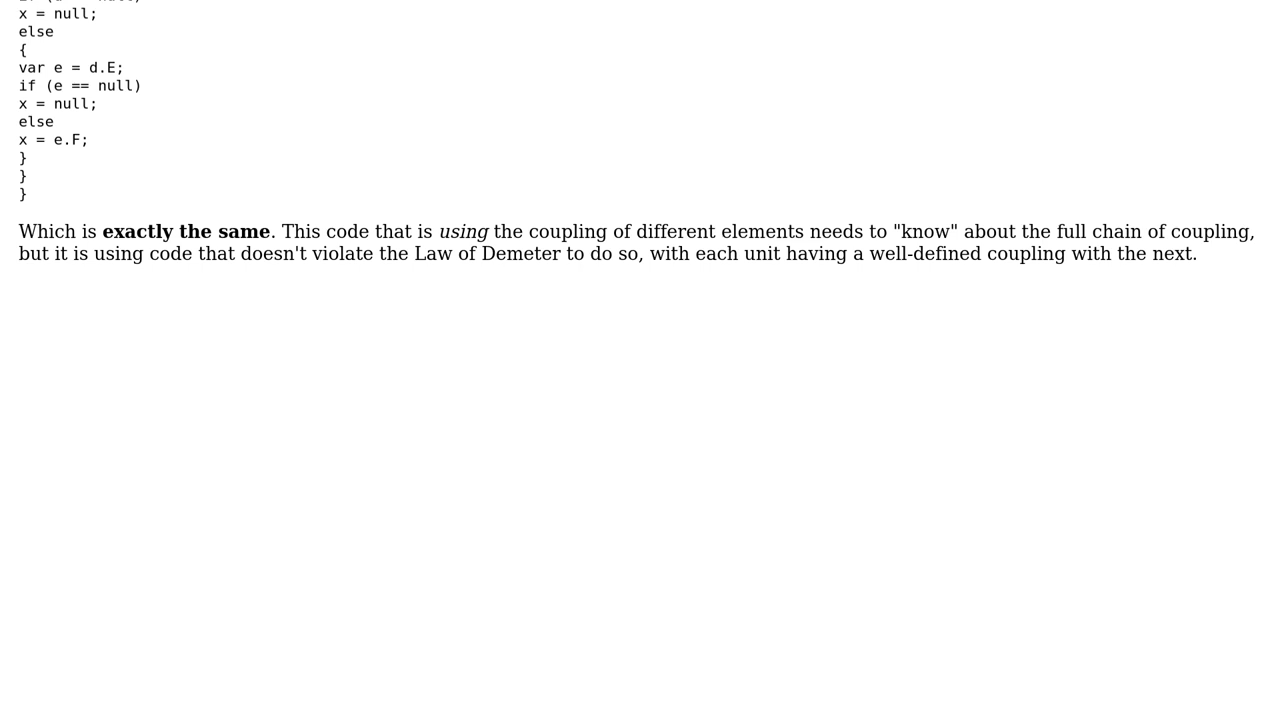 x = null;
else
{
var e = d.E;
if (e == null)
x = null;
else
x = e.F;
}
}
}
Which is exactly the same. This code that is using the coupling of different elements needs to "know" about the full chain of coupling,
but it is using code that doesn't violate the Law of Demeter to do so, with each unit having a well-defined coupling with the next.